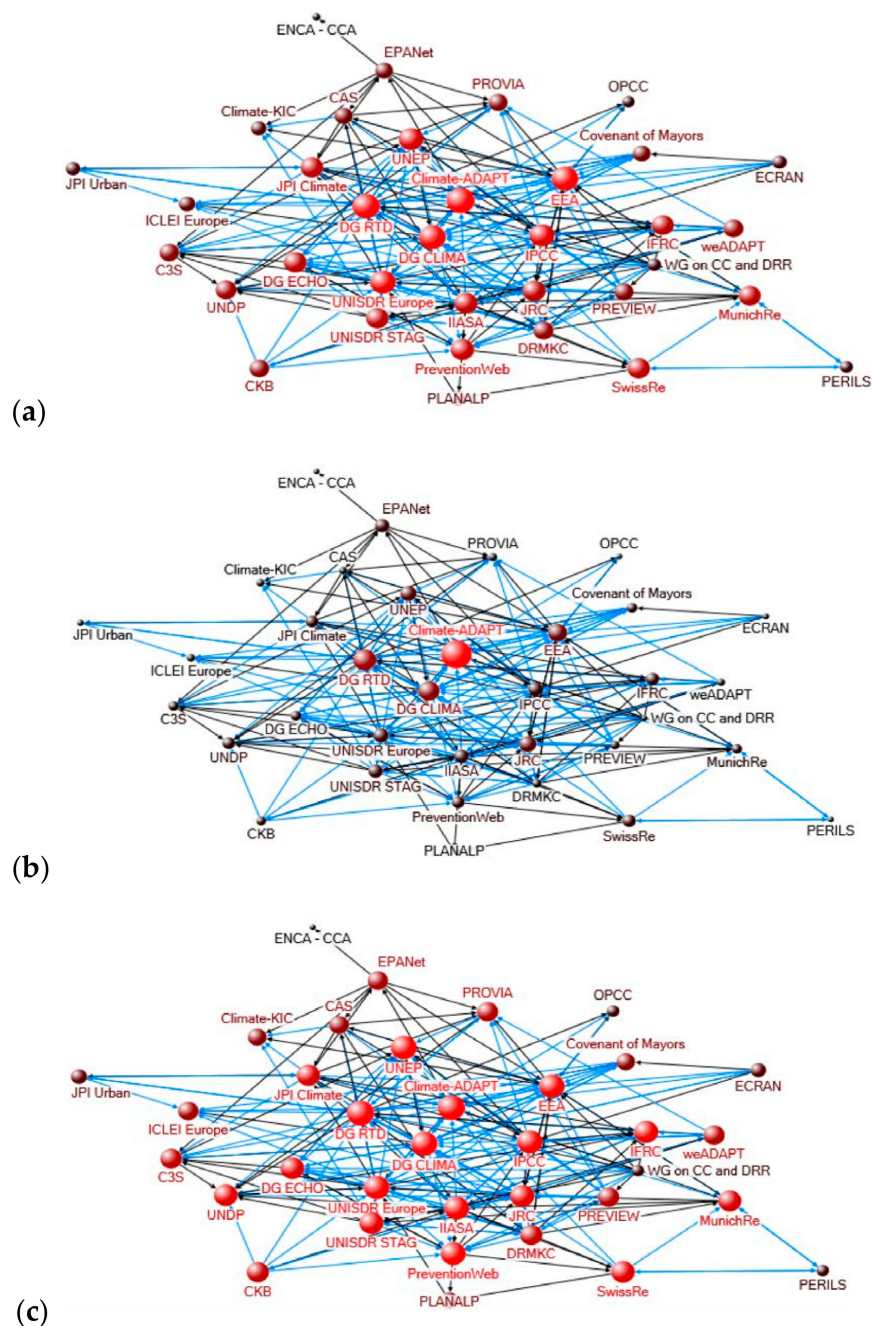 ENCA - CCA
EPANet
PROVIA
OPCC
CAS
Climate-KIC
Covenant of Mayors
UNEP
JPI Urban
JPI Climate
Climate-ADAPT
EEA
ECRAN
ICLEI Europe
DG RTD
DG CLIMA
IPCC
IFRC
weADAPT
C3S
DG ECHO
WG on CC and DRR
UNDP
UNISDR Europe
IIASA
JRC
PREVIEW
MunichRe
UNISDR STAG
DRMKC
PreventionWeb
CKB
PLANALP
SwissRe
PERILS
(a)
ENCA - CCA
EPANet
PROVIA
OPCC
CAS
Climate-KIC
Covenant of Mayors
UNEP
JPI Urban
JPI Climate
Climate-ADAPT
EEA
ECRAN
ICLEI Europe
DG RTD
DG CLIMA
IPCC
IFRC
weADAPT
C3S
DG ECHO
WG on CC and DRR
UNDP
UNISDR Europe
IIASA
JRC
PREVIEW
MunichRe
UNISDR STAG
DRMKC
PreventionWeb
CKB
PLANALP
SwissRe
PERILS
(b)
ENCA - CCA
EPANet
PROVIA
OPCC
CAS
Climate-KIC
Covenant of Mayors
UNEP
JPI Urban
JPI Climate
Climate-ADAPT
EEA
ECRAN
ICLEI Europe
DG RTD
DG CLIMA
IPCC
IFRC
weADAPT
C3S
DG ECHO
WG on CC and DRR
UNDP
UNISDR Europe
IIASA
JRC
PREVIEW
MunichRe
UNISDR STAG
DRMKC
PreventionWeb
CKB
PLANALP
SwissRe
PERILS
(c)